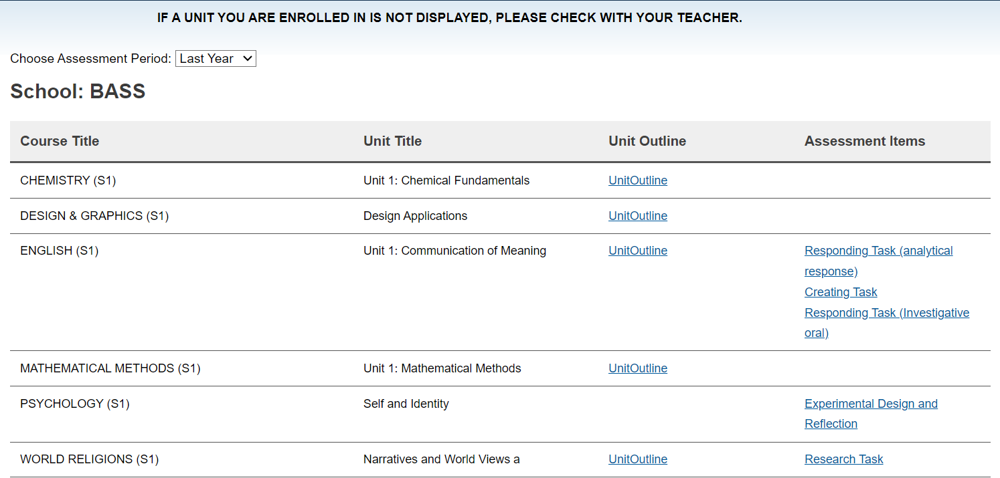 IF A UNIT YOU ARE ENROLLED IN IS NOT DISPLAYED, PLEASE CHECK WITH YOUR TEACHER.
Choose Assessment Period: Last Year
School: BASS
Course Title Unit Title Unit Outline Assessment Items
CHEMISTRY (S1) Unit 1: Chemical Fundamentals UnitOutline
DESIGN & GRAPHICS (S1) Design Applications UnitOutline
ENGLISH (S1) Unit 1: Communication of Meaning UnitOutline Responding Task (analytical
response)
Creating Task
Responding Task (Investigative
oral)
MATHEMATICAL METHODS (S1) Unit 1: Mathematical Methods UnitOutline
PSYCHOLOGY (S1) Self and Identity Experimental Design and
Reflection
WORLD RELIGIONS (S1) Narratives and World Views a UnitOutline Research Task